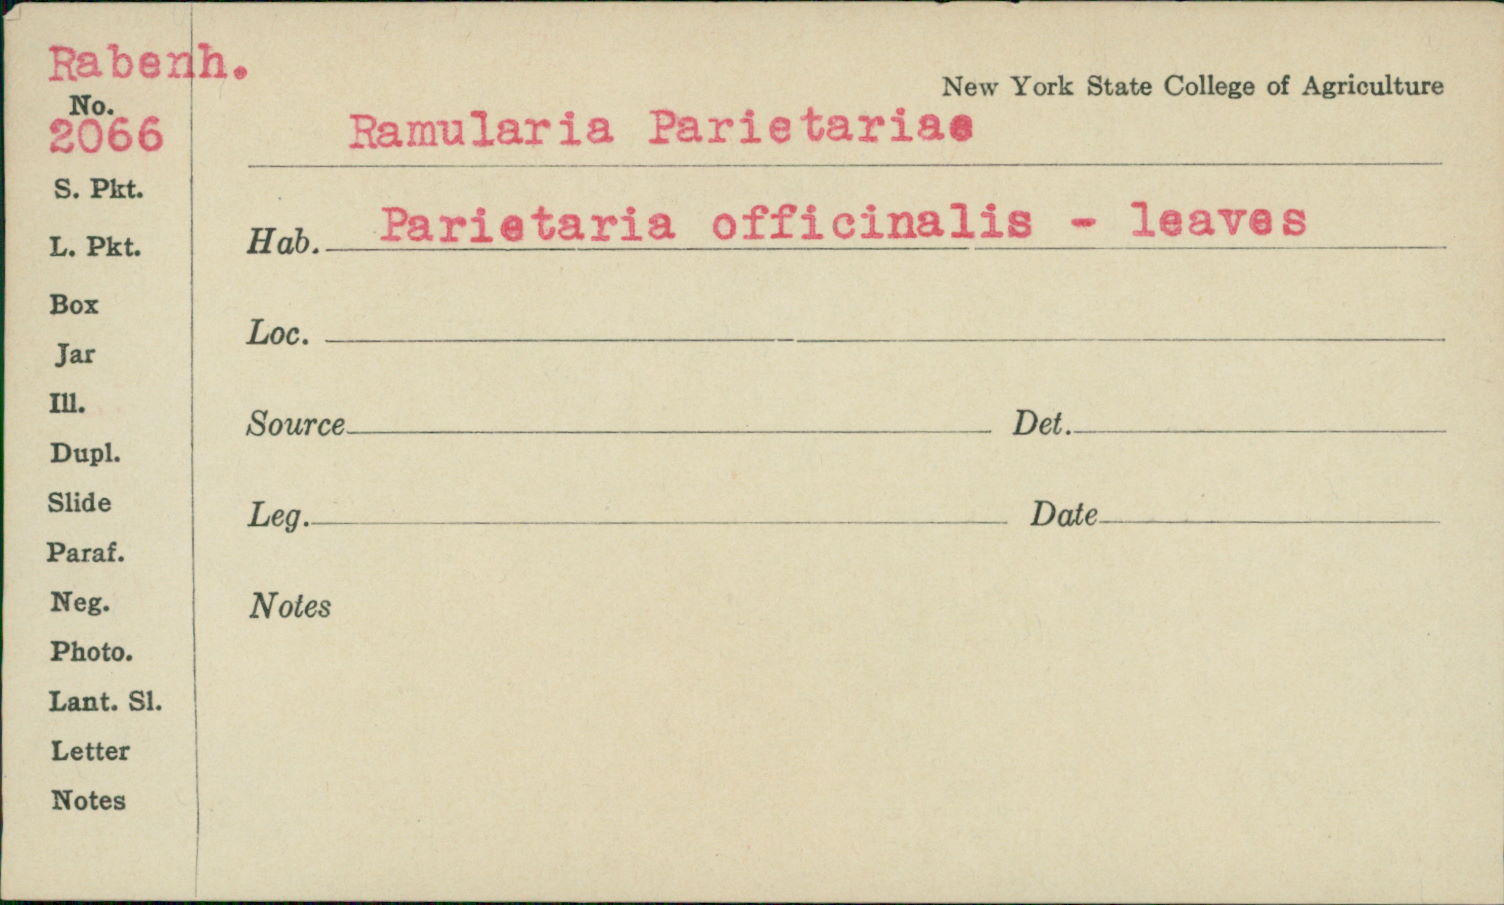 Rabenh.
New York State College of Agriculture
No.
2066
Ramularia Parietariae
S. Pkt.
Hab. Parietaria officinalis - leaves
L. Pkt.
Box
Loc.
Jar
Ill.
Source Det.
Dupl.
Slide
Leg. Date
Paraf.
Neg.
Notes
Photo.
Lant. Sl.
Letter
Notes